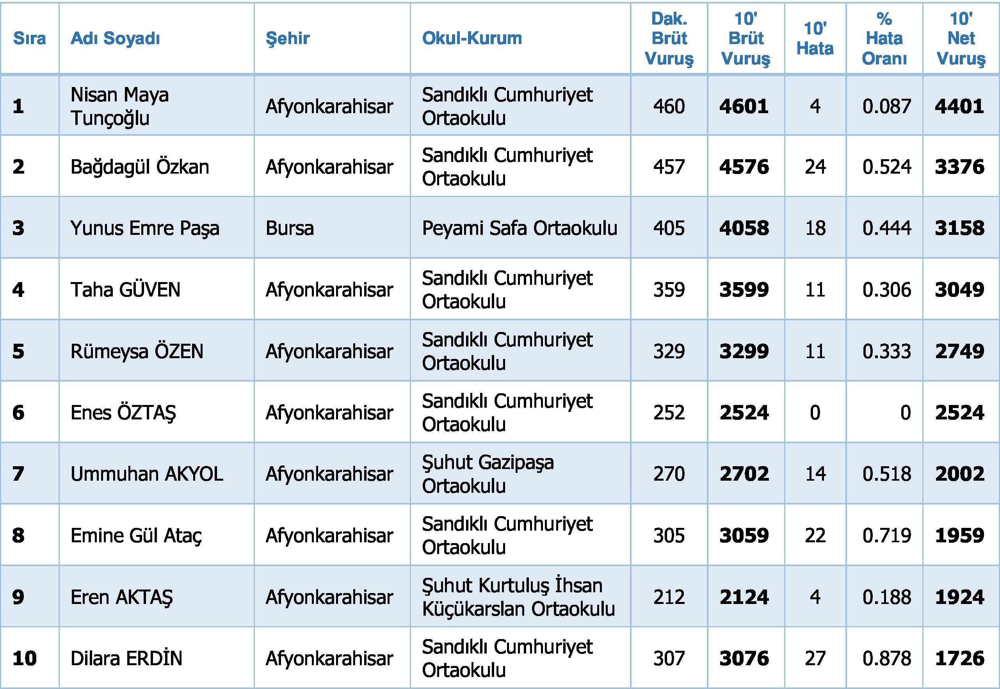 Sıra Adı Soyadı Şehir Okul-Kurum Dak. Brüt Vuruş 10' Brüt Vuruş 10' Hata % Hata Oranı 10' Net Vuruş
1 Nisan Maya Tunçoğlu Afyonkarahisar Sandıklı Cumhuriyet Ortaokulu 460 4601 4 0.087 4401
2 Bağdagül Özkan Afyonkarahisar Sandıklı Cumhuriyet Ortaokulu 457 4576 24 0.524 3376
3 Yunus Emre Paşa Bursa Peyami Safa Ortaokulu 405 4058 18 0.444 3158
4 Taha GÜVEN Afyonkarahisar Sandıklı Cumhuriyet Ortaokulu 359 3599 11 0.306 3049
5 Rümeysa ÖZEN Afyonkarahisar Sandıklı Cumhuriyet Ortaokulu 329 3299 11 0.333 2749
6 Enes ÖZTAŞ Afyonkarahisar Sandıklı Cumhuriyet Ortaokulu 252 2524 0 0 2524
7 Ummuhan AKYOL Afyonkarahisar Şuhut Gazipaşa Ortaokulu 270 2702 14 0.518 2002
8 Emine Gül Ataç Afyonkarahisar Sandıklı Cumhuriyet Ortaokulu 305 3059 22 0.719 1959
9 Eren AKTAŞ Afyonkarahisar Şuhut Kurtuluş İhsan Küçükarslan Ortaokulu 212 2124 4 0.188 1924
10 Dilara ERDİN Afyonkarahisar Sandıklı Cumhuriyet Ortaokulu 307 3076 27 0.878 1726